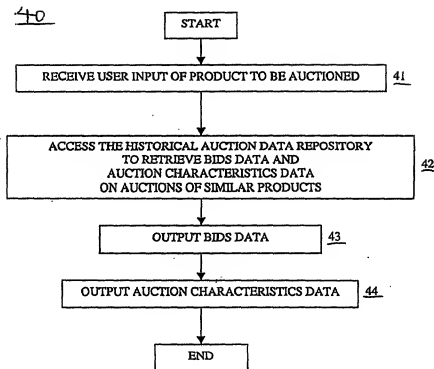 40
START
RECEIVE USER INPUT OF PRODUCT TO BE AUCTIONED
41
ACCESS THE HISTORICAL AUCTION DATA REPOSITORY
TO RETRIEVE BIDS DATA AND
AUCTION CHARACTERISTICS DATA
ON AUCTIONS OF SIMILAR PRODUCTS
42
OUTPUT BIDS DATA
43
OUTPUT AUCTION CHARACTERISTICS DATA
44
END